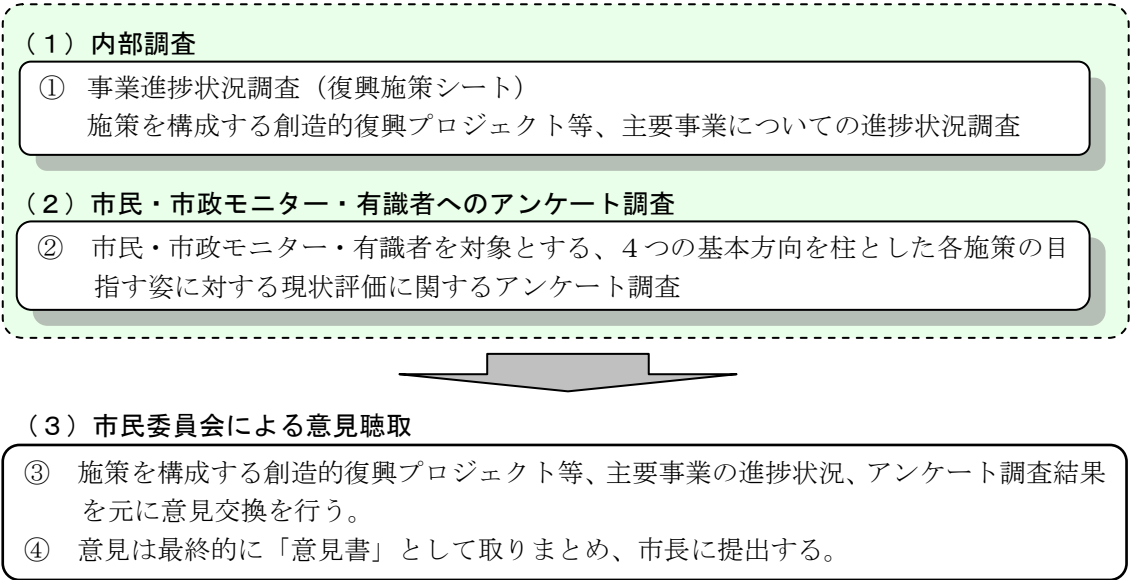 （１）内部調査
① 事業進捗状況調査（復興施策シート）
施策を構成する創造的復興プロジェクト等、主要事業についての進捗状況調査
（２）市民・市政モニター・有識者へのアンケート調査
② 市民・市政モニター・有識者を対象とする、４つの基本方向を柱とした各施策の目
指す姿に対する現状評価に関するアンケート調査
（３）市民委員会による意見聴取
③ 施策を構成する創造的復興プロジェクト等、主要事業の進捗状況、アンケート調査結果
を元に意見交換を行う。
④ 意見は最終的に「意見書」として取りまとめ、市長に提出する。